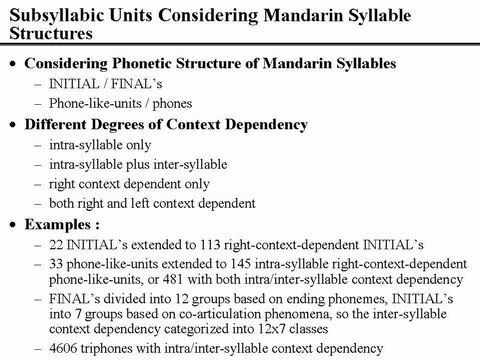 Subsyllabic Units Considering Mandarin Syllable
Structures
• Considering Phonetic Structure of Mandarin Syllables
– INITIAL / FINAL's
– Phone-like-units / phones
• Different Degrees of Context Dependency
– intra-syllable only
– intra-syllable plus inter-syllable
– right context dependent only
– both right and left context dependent
• Examples :
– 22 INITIAL's extended to 113 right-context-dependent INITIAL's
– 33 phone-like-units extended to 145 intra-syllable right-context-dependent
phone-like-units, or 481 with both intra/inter-syllable context dependency
– FINAL's divided into 12 groups based on ending phonemes, INITIAL's
into 7 groups based on co-articulation phenomena, so the inter-syllable
context dependency categorized into 12x7 classes
– 4606 triphones with intra/inter-syllable context dependency